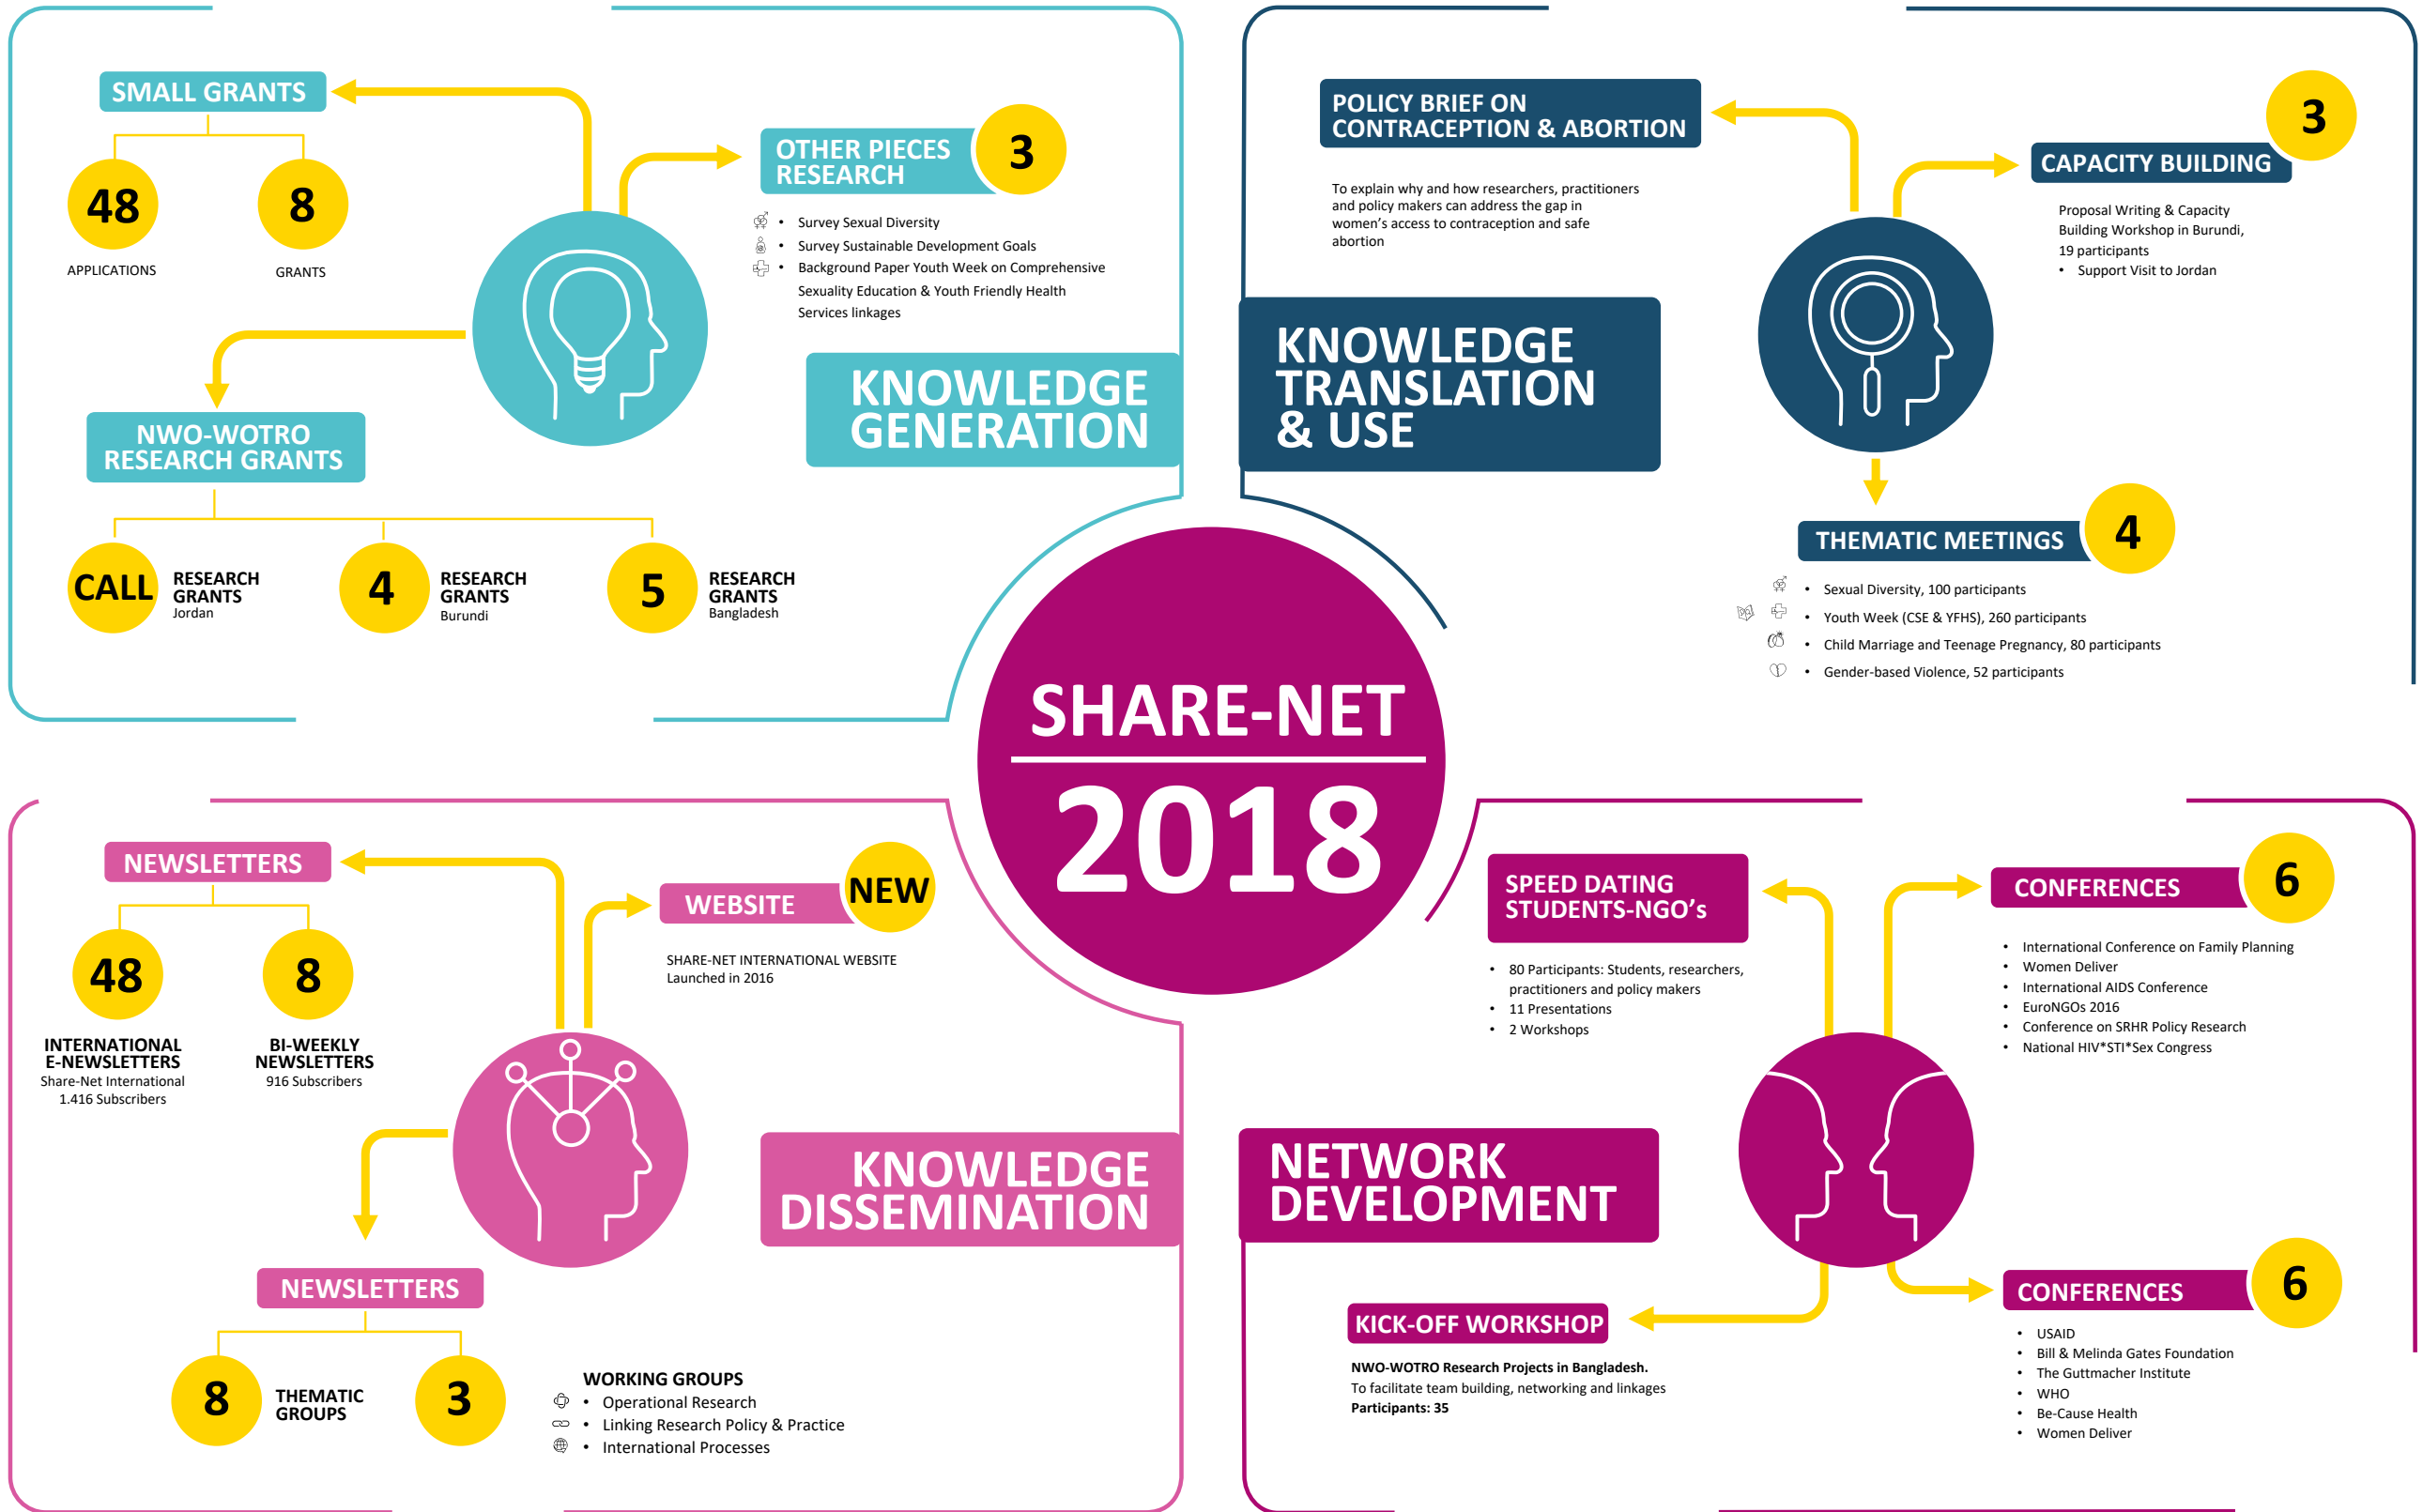 SMALL GRANTS
48
APPLICATIONS
8
GRANTS
OTHER PIECES
RESEARCH
3
• Survey Sexual Diversity
• Survey Sustainable Development Goals
• Background Paper Youth Week on Comprehensive
Sexuality Education & Youth Friendly Health
Services linkages
KNOWLEDGE
GENERATION
NWO-WOTRO
RESEARCH GRANTS
CALL
RESEARCH
GRANTS
Jordan
4
RESEARCH
GRANTS
Burundi
5
RESEARCH
GRANTS
Bangladesh
POLICY BRIEF ON
CONTRACEPTION & ABORTION
To explain why and how researchers, practitioners
and policy makers can address the gap in
women’s access to contraception and safe
abortion
3
CAPACITY BUILDING
Proposal Writing & Capacity
Building Workshop in Burundi,
19 participants
• Support Visit to Jordan
KNOWLEDGE
TRANSLATION
& USE
THEMATIC MEETINGS
4
• Sexual Diversity, 100 participants
• Youth Week (CSE & YFHS), 260 participants
• Child Marriage and Teenage Pregnancy, 80 participants
• Gender-based Violence, 52 participants
SHARE-NET
2018
NEWSLETTERS
48
INTERNATIONAL
E-NEWSLETTERS
Share-Net International
1.416 Subscribers
8
BI-WEEKLY
NEWSLETTERS
916 Subscribers
WEBSITE
NEW
SHARE-NET INTERNATIONAL WEBSITE
Launched in 2016
KNOWLEDGE
DISSEMINATION
NEWSLETTERS
8
THEMATIC
GROUPS
3
WORKING GROUPS
• Operational Research
• Linking Research Policy & Practice
• International Processes
SPEED DATING
STUDENTS-NGO’s
• 80 Participants: Students, researchers,
practitioners and policy makers
• 11 Presentations
• 2 Workshops
CONFERENCES
6
• International Conference on Family Planning
• Women Deliver
• International AIDS Conference
• EuroNGOs 2016
• Conference on SRHR Policy Research
• National HIV*STI*Sex Congress
NETWORK
DEVELOPMENT
KICK-OFF WORKSHOP
NWO-WOTRO Research Projects in Bangladesh.
To facilitate team building, networking and linkages
Participants: 35
CONFERENCES
6
• USAID
• Bill & Melinda Gates Foundation
• The Guttmacher Institute
• WHO
• Be-Cause Health
• Women Deliver